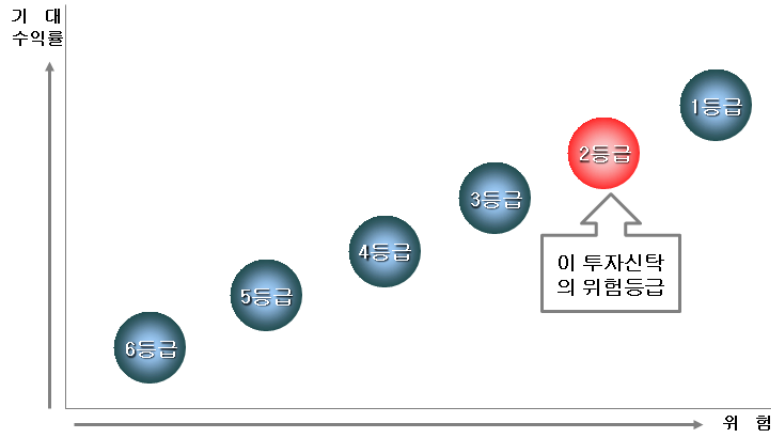 기 대
수익률
1등급
2등급
3등급
4등급
이 투자신탁
의 위험등급
5등급
6등급
위 험